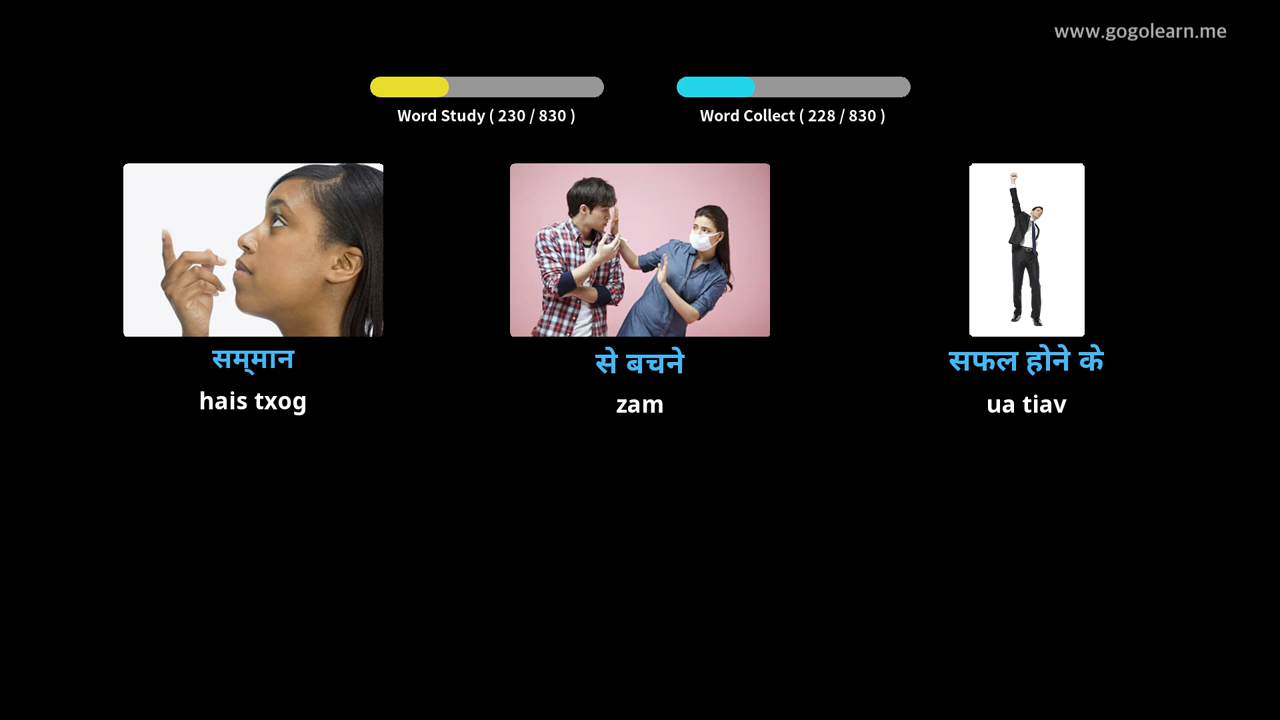 www.gogolearn.me
Word Study ( 230 / 830 )
Word Collect ( 228 / 830 )
सम्मान
से बचने
सफल होने के
hais txog
zam
ua tiav